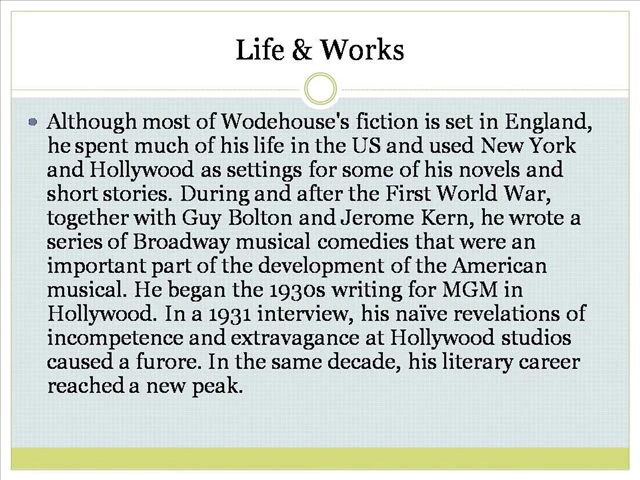 Life & Works
Although most of Wodehouse's fiction is set in England,
he spent much of his life in the US and used New York
and Hollywood as settings for some of his novels and
short stories. During and after the First World War,
together with Guy Bolton and Jerome Kern, he wrote a
series of Broadway musical comedies that were an
important part of the development of the American
musical. He began the 1930s writing for MGM in
Hollywood. In a 1931 interview, his naïve revelations of
incompetence and extravagance at Hollywood studios
caused a furore. In the same decade, his literary career
reached a new peak.